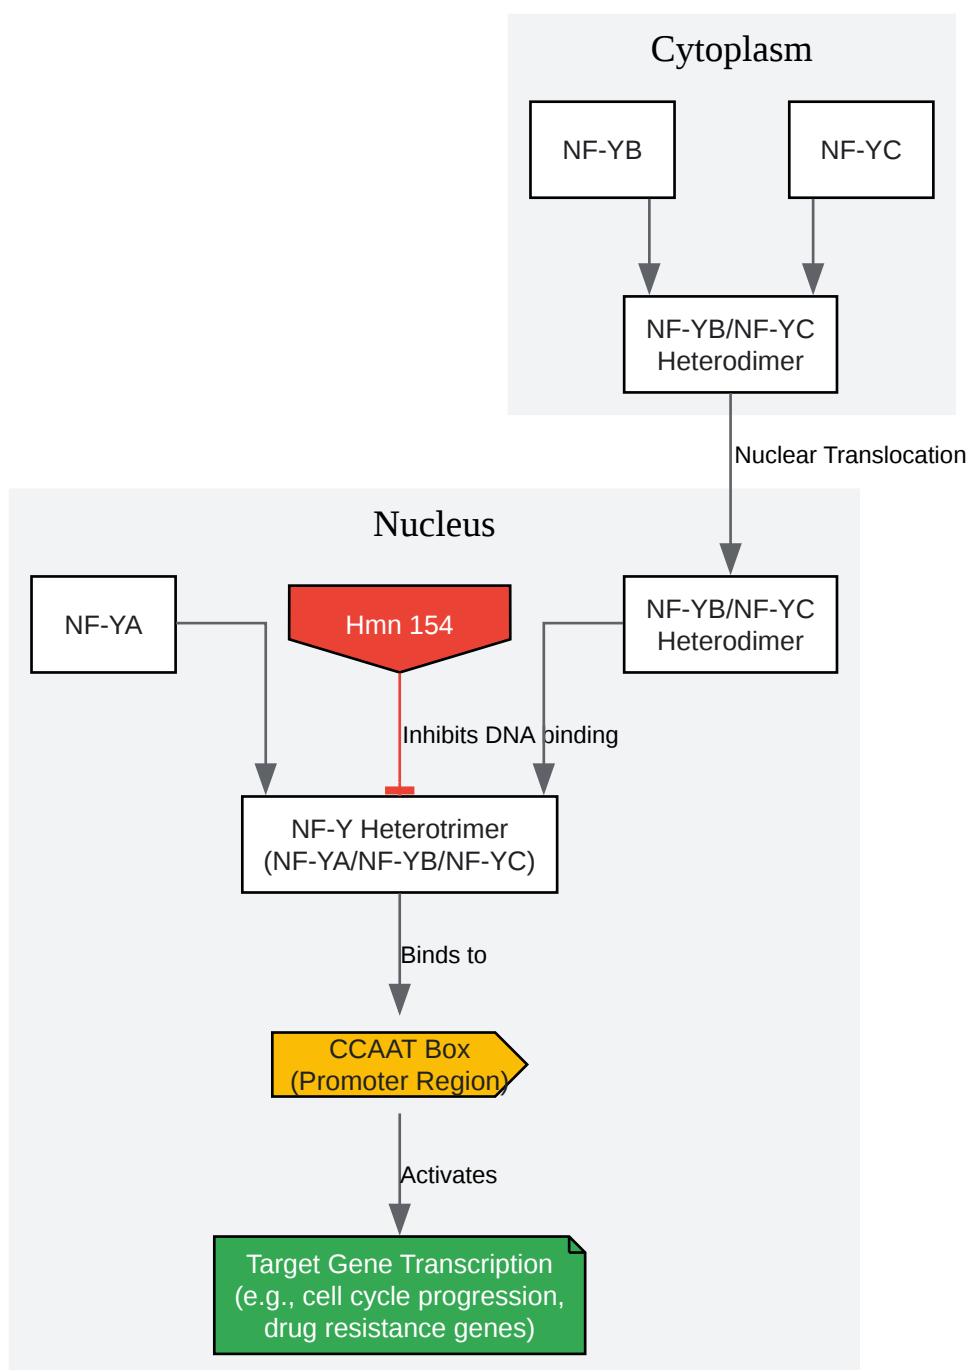 Cytoplasm
NF-YB
NF-YC
NF-YB/NF-YC
Heterodimer
Nuclear Translocation
Nucleus
NF-YA
Hmn 154
NF-YB/NF-YC
Heterodimer
Inhibits DNA binding
NF-Y Heterotrimer
(NF-YA/NF-YB/NF-YC)
Binds to
CCAAT Box
(Promoter Region)
Activates
Target Gene Transcription
(e.g., cell cycle progression,
drug resistance genes)